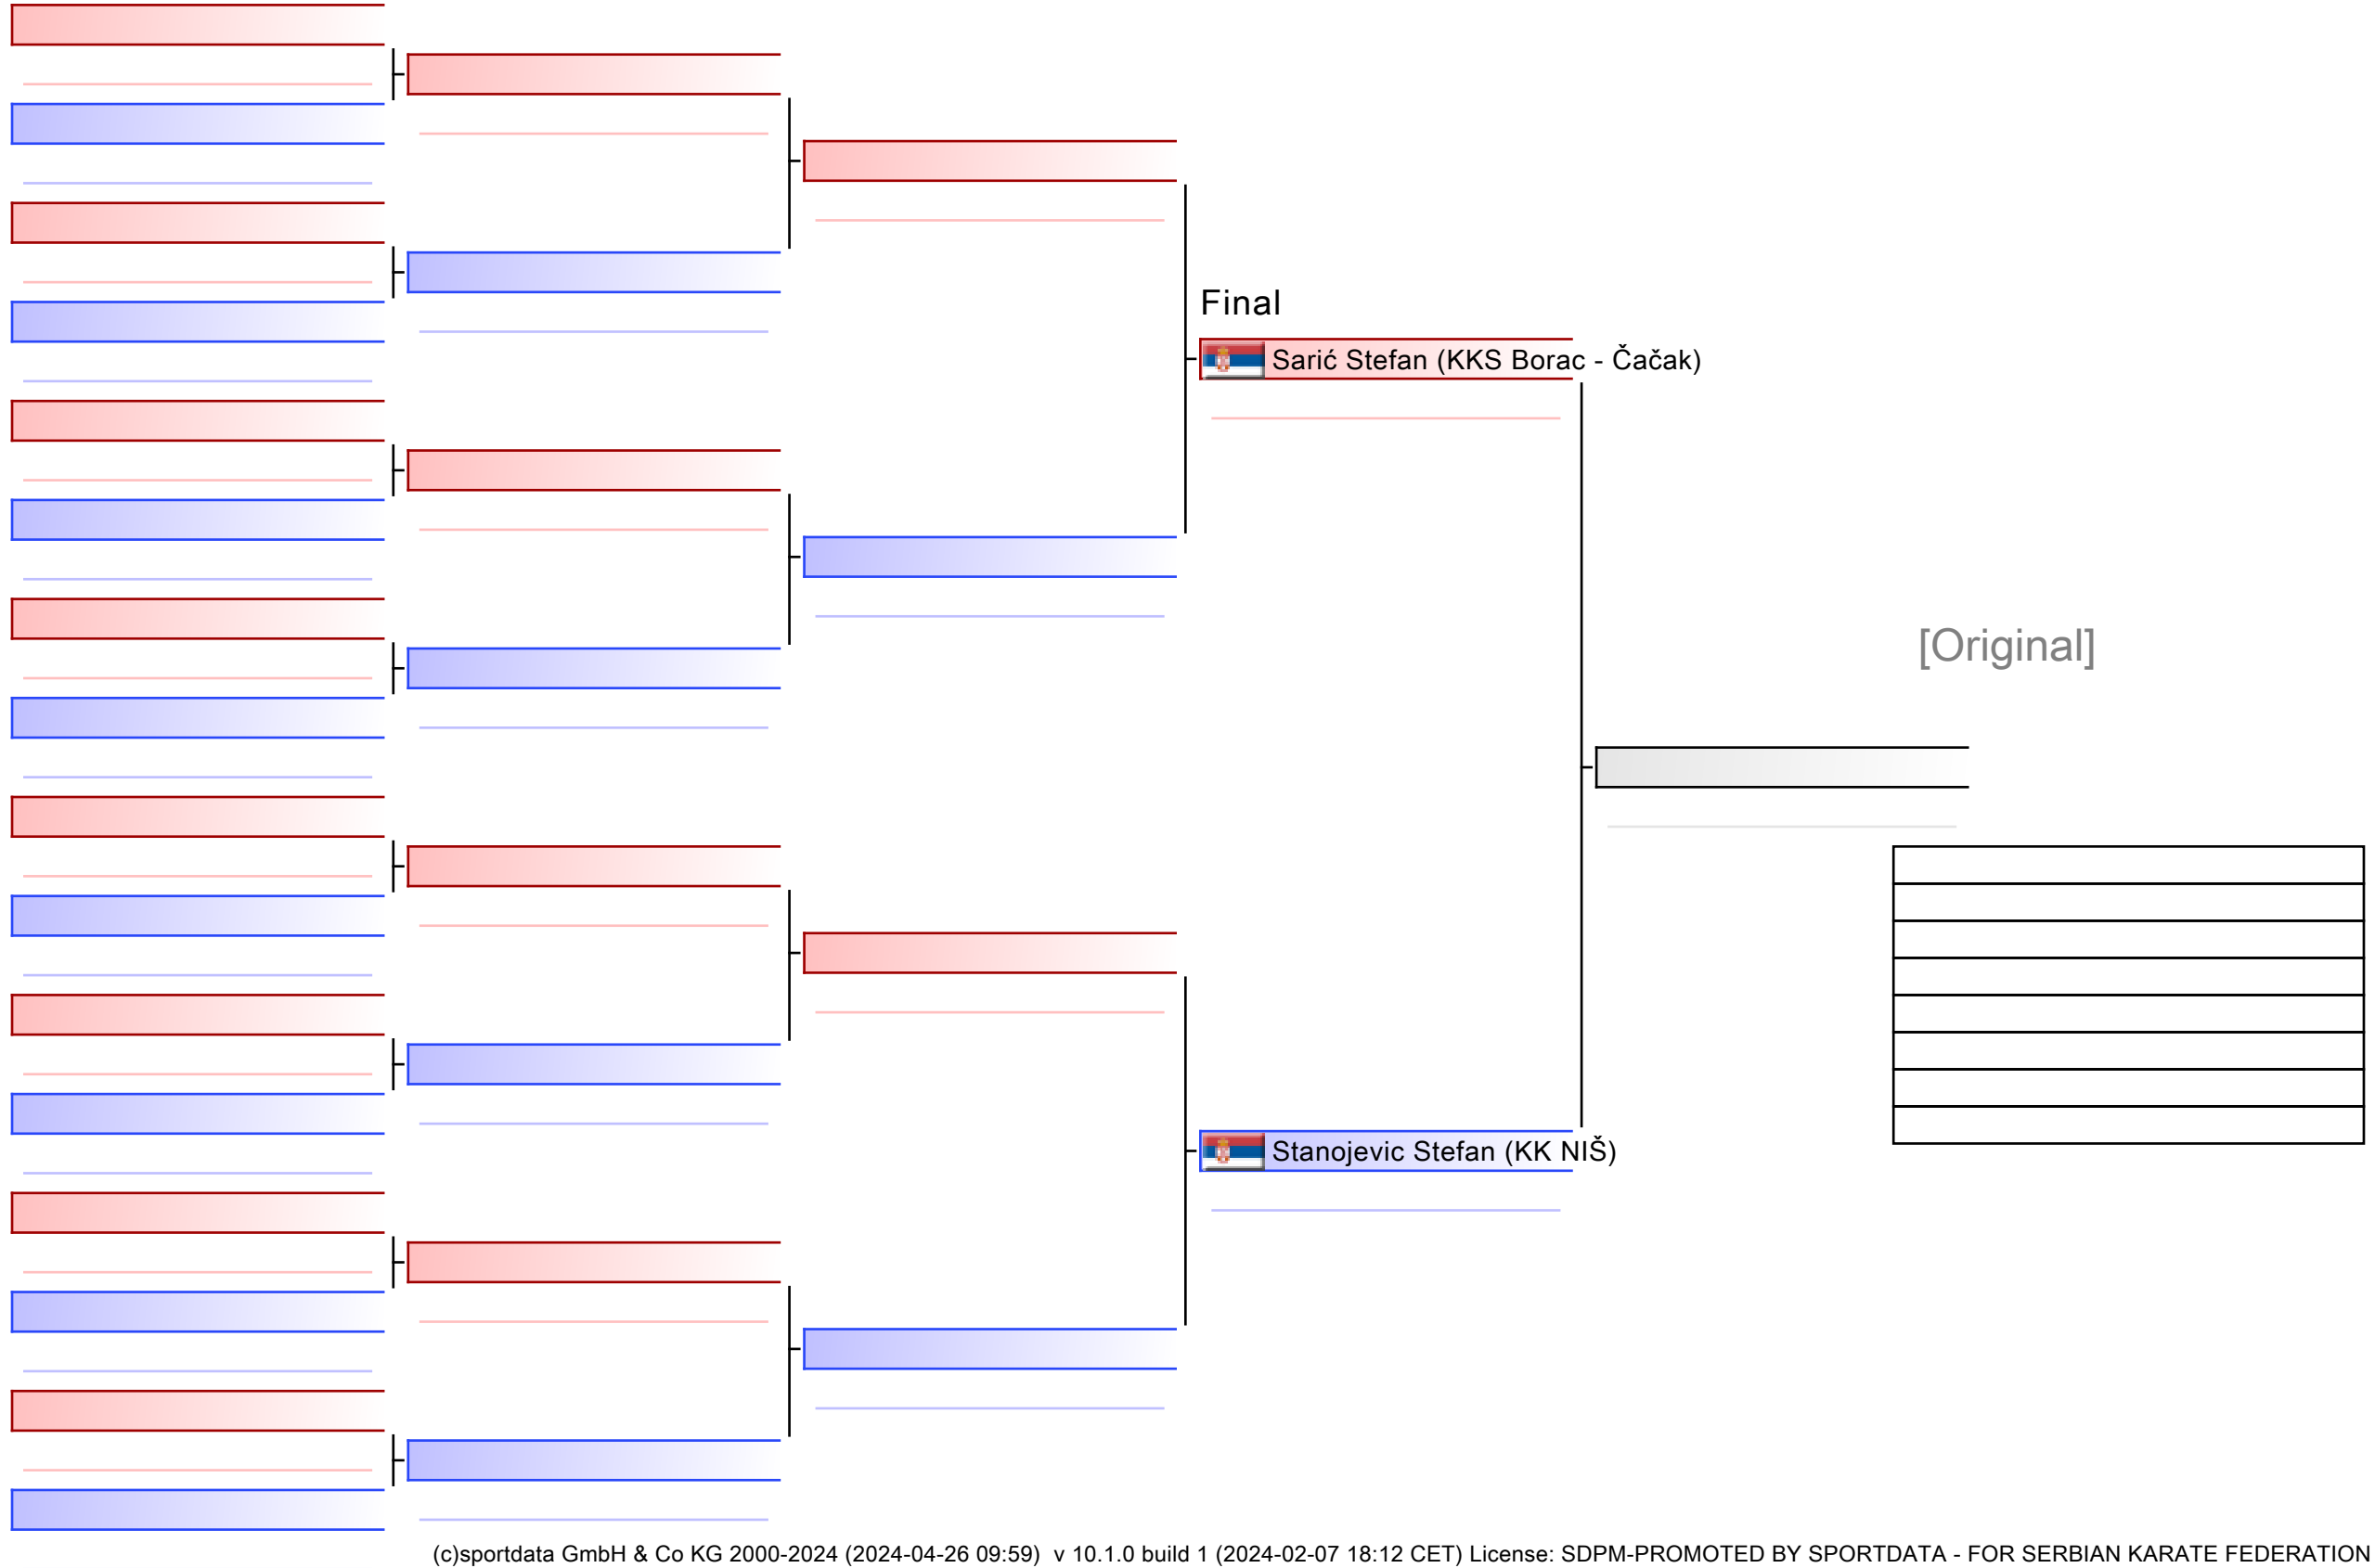 Final
Sarić Stefan (KKS Borac - Čačak)
[Original]
Stanojevic Stefan (KK NIŠ)
(c)sportdata GmbH & Co KG 2000-2024 (2024-04-26 09:59)  v 10.1.0 build 1 (2024-02-07 18:12 CET) License: SDPM-PROMOTED BY SPORTDATA - FOR SERBIAN KARATE FEDERATION